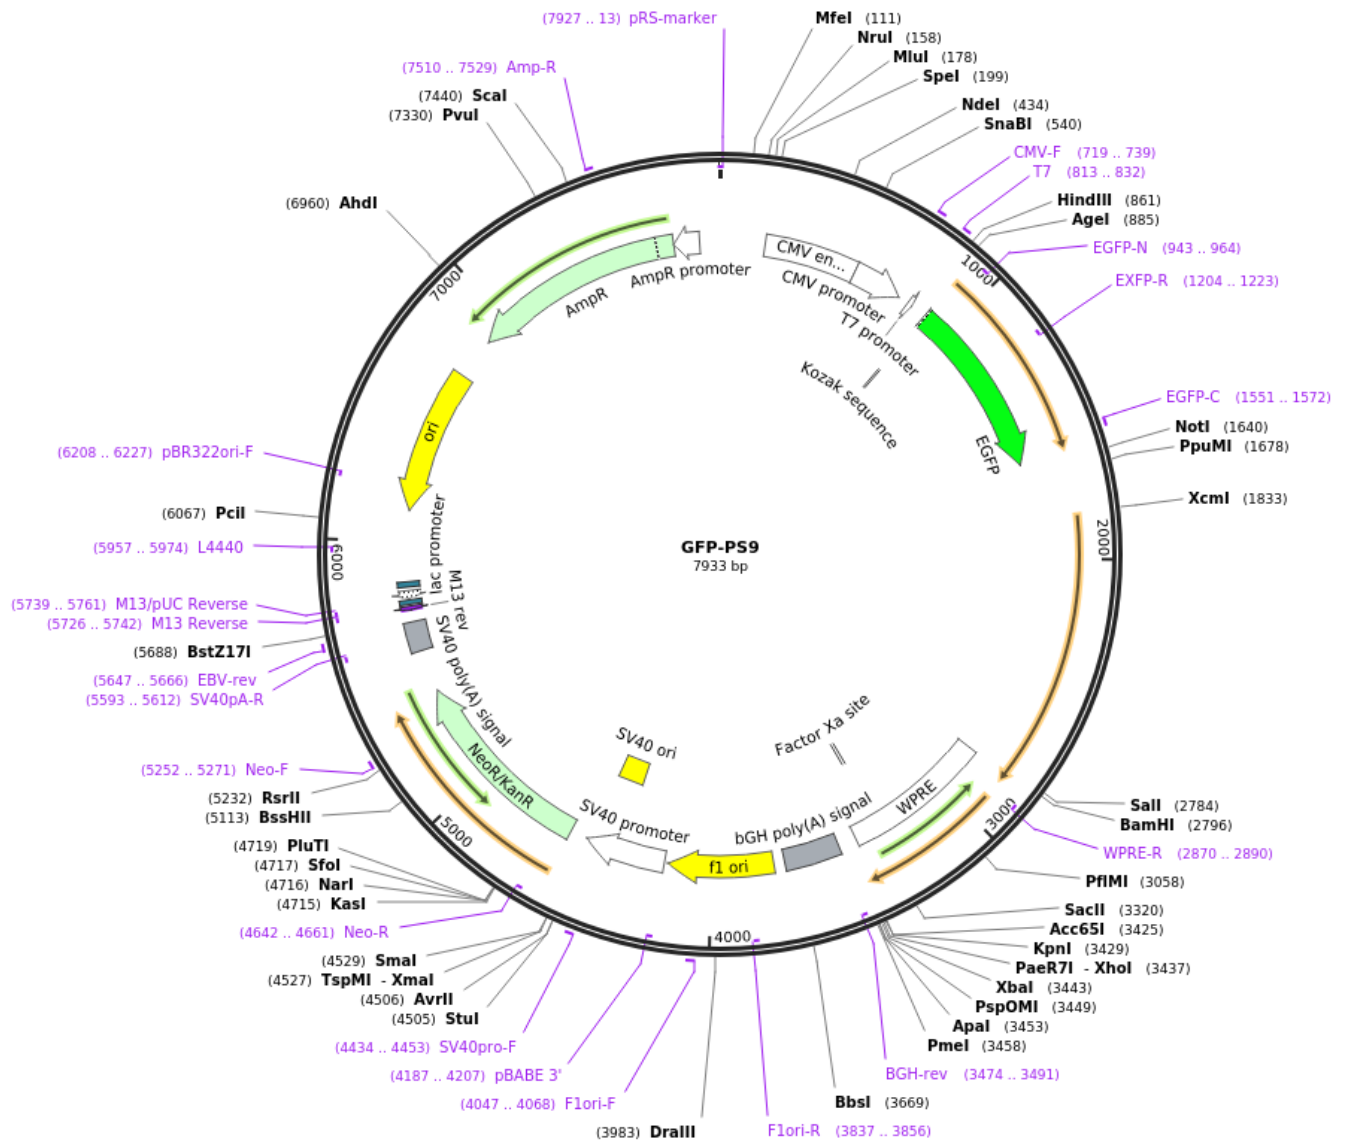 (7927 .. 13) pRS-marker
MfeI (111)
NruI (158)
MluI (178)
SpeI (199)
NdeI (434)
SnaBI (540)
CMV-F (719 .. 739)
T7 (813 .. 832)
HindIII (861)
AgeI (885)
EGFP-N (943 .. 964)
EXFP-R (1204 .. 1223)
EGFP-C (1551 .. 1572)
NotI (1640)
PpuMI (1678)
XcmI (1833)
SalI (2784)
BamHI (2796)
WPRE-R (2870 .. 2890)
PflMI (3058)
SacII (3320)
Acc65I (3425)
KpnI (3429)
PaeR7I - XhoI (3437)
XbaI (3443)
PspOMI (3449)
ApaI (3453)
PmeI (3458)
BGH-rev (3474 .. 3491)
BbsI (3669)
F1ori-R (3837 .. 3856)
(3983) DraIII
(4047 .. 4068) F1ori-F
(4187 .. 4207) pBABE 3'
(4434 .. 4453) SV40pro-F
(4505) StuI
(4506) AvrII
(4527) TspMI - XmaI
(4529) SmaI
(4642 .. 4661) Neo-R
(4715) KasI
(4716) NarI
(4717) SfoI
(4719) PluTI
(5113) BssHII
(5232) RsrII
(5252 .. 5271) Neo-F
(5593 .. 5612) SV40pA-R
(5647 .. 5666) EBV-rev
(5688) BstZ17I
(5726 .. 5742) M13 Reverse
(5739 .. 5761) M13/pUC Reverse
(5957 .. 5974) L4440
(6067) PciI
(6208 .. 6227) pBR322ori-F
(6960) AhdI
(7330) PvuI
(7440) ScaI
(7510 .. 7529) Amp-R
1000
2000
3000
4000
5000
6000
7000
CMV en...
CMV promoter
T7 promoter
Kozak sequence
EGFP
Factor Xa site
WPRE
bGH poly(A) signal
f1 ori
SV40 promoter
SV40 ori
NeoR/KanR
SV40 poly(A) signal
M13 rev
lac promoter
ori
AmpR
AmpR promoter
GFP-PS9
7933 bp